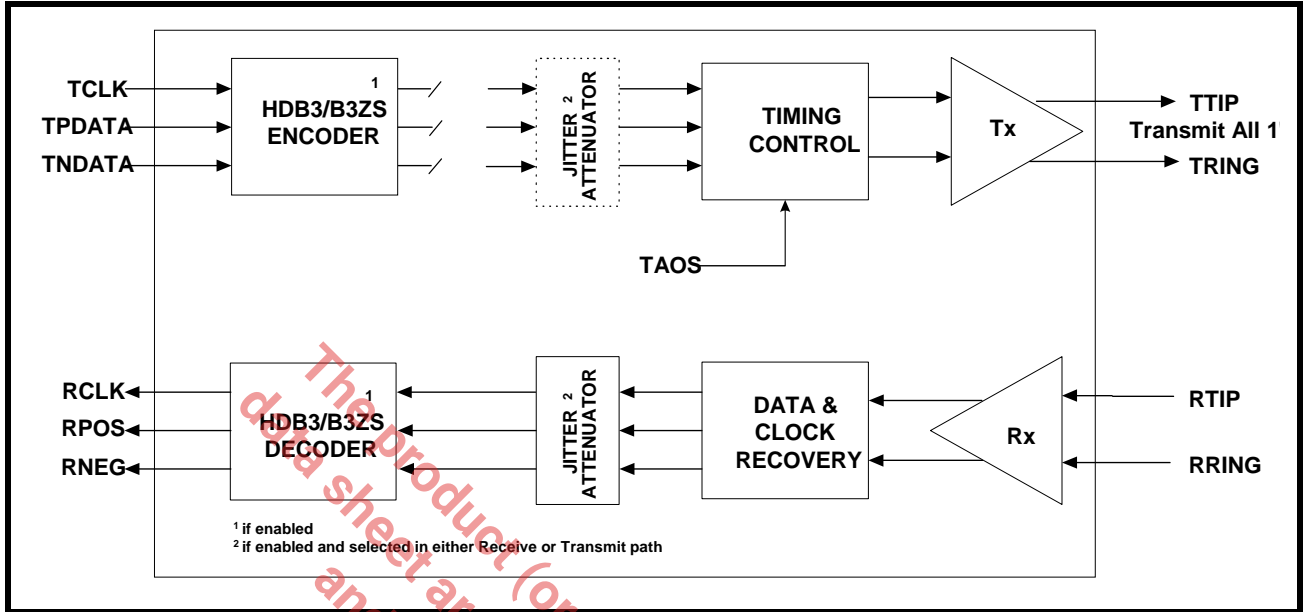 TCLK
TPDATA
TNDATA
1
HDB3/B3ZS
ENCODER
JITTER 2
ATTENUATOR
TIMING
CONTROL
Tx
TTIP
Transmit All 1'
TRING
TAOS
RCLK
RPOS
RNEG
1
HDB3/B3ZS
DECODER
JITTER 2
ATTENUATOR
DATA &
CLOCK
RECOVERY
Rx
RTIP
RRING
1 if enabled
2 if enabled and selected in either Receive or Transmit path
The product (or
data sheet ar
an